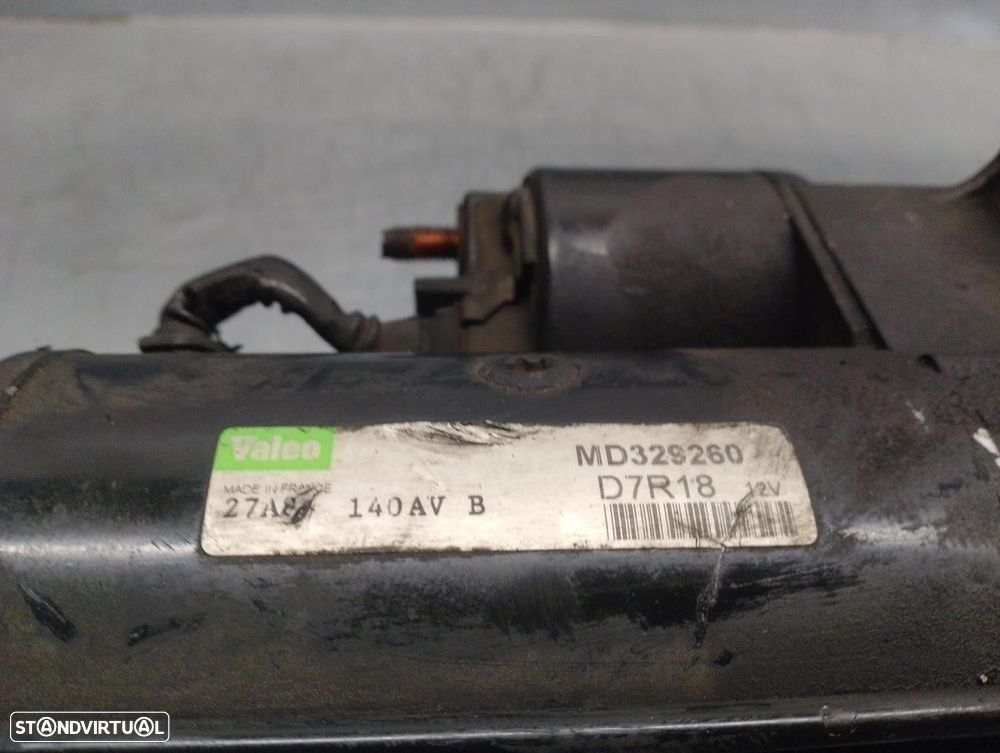 Valeo
MADE IN FRANCE
MD329260
D7R18 12V
140AV B
STANDVIRTUAL